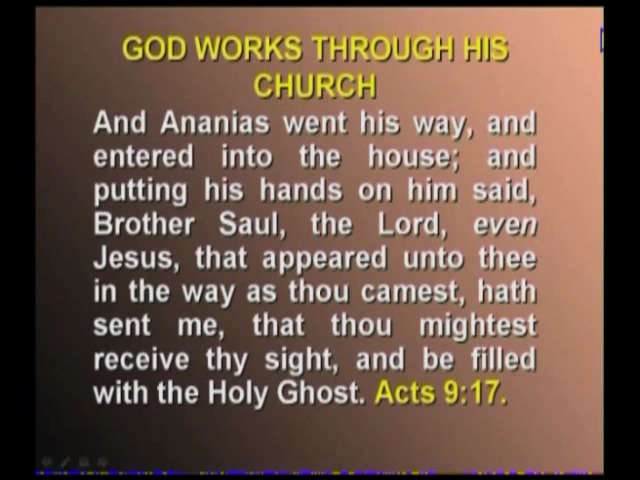 GOD WORKS THROUGH HIS
CHURCH
And Ananias went his way, and
entered into the house; and
putting his hands on him said,
Brother Saul, the Lord, even
Jesus, that appeared unto thee
in the way as thou camest, hath
sent me, that thou mightest
receive thy sight, and be filled
with the Holy Ghost. Acts 9:17.